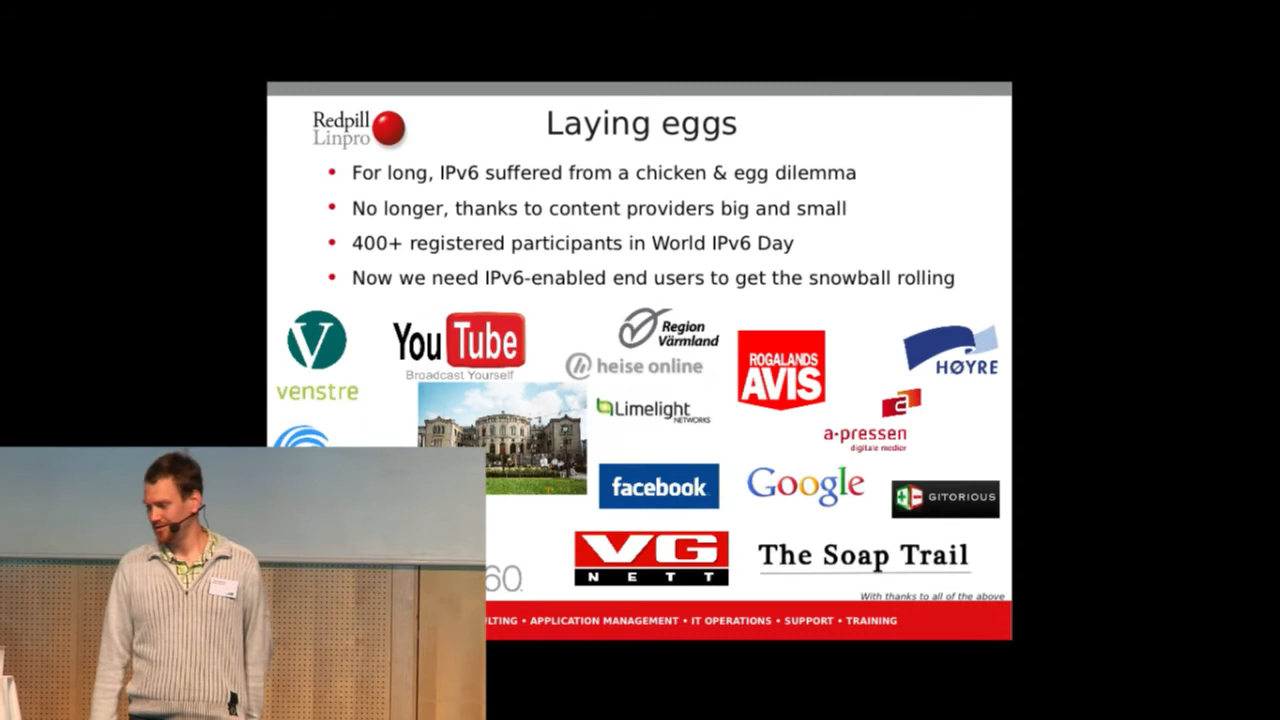 Redpill
Linpro
Laying eggs
• For long, IPv6 suffered from a chicken & egg dilemma
• No longer, thanks to content providers big and small
• 400+ registered participants in World IPv6 Day
• Now we need IPv6-enabled end users to get the snowball rolling
V
venstre
YouTube
Broadcast Yourself
Region
Värmland
heise online
ROGALANDS
AVIS
HØYRE
Limelight
NETWORKS
a
a-pressen
digitale medier
facebook
Google
GITORIOUS
VG
NETT
The Soap Trail
60
With thanks to all of the above
LTING • APPLICATION MANAGEMENT • IT OPERATIONS • SUPPORT • TRAINING